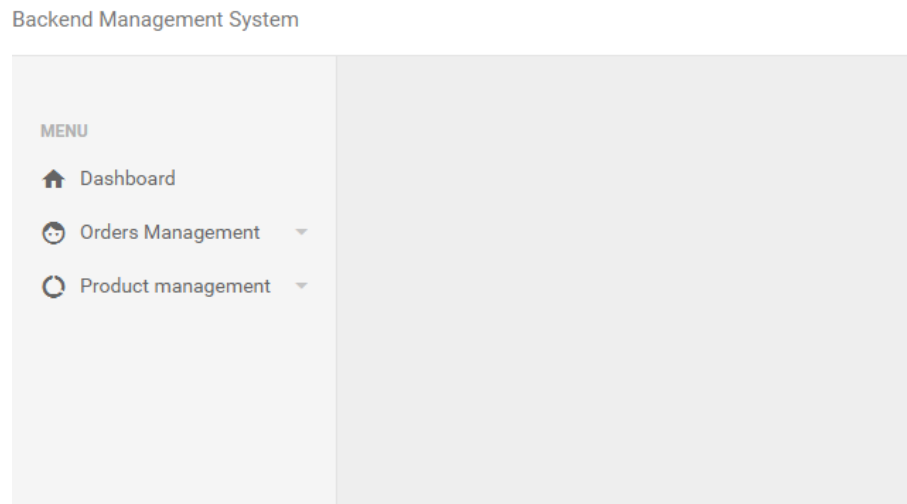 Backend Management System
MENU
Dashboard
Orders Management
Product management